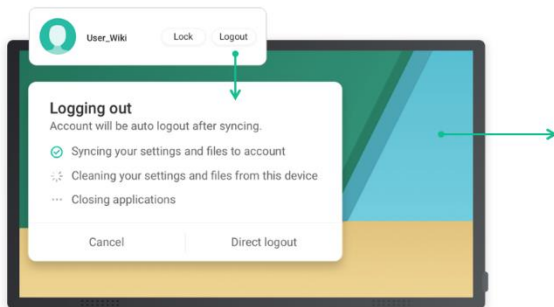 User_Wiki
Lock
Logout
Logging out
Account will be auto logout after syncing.
Syncing your settings and files to account
Cleaning your settings and files from this device
Closing applications
Cancel
Direct logout